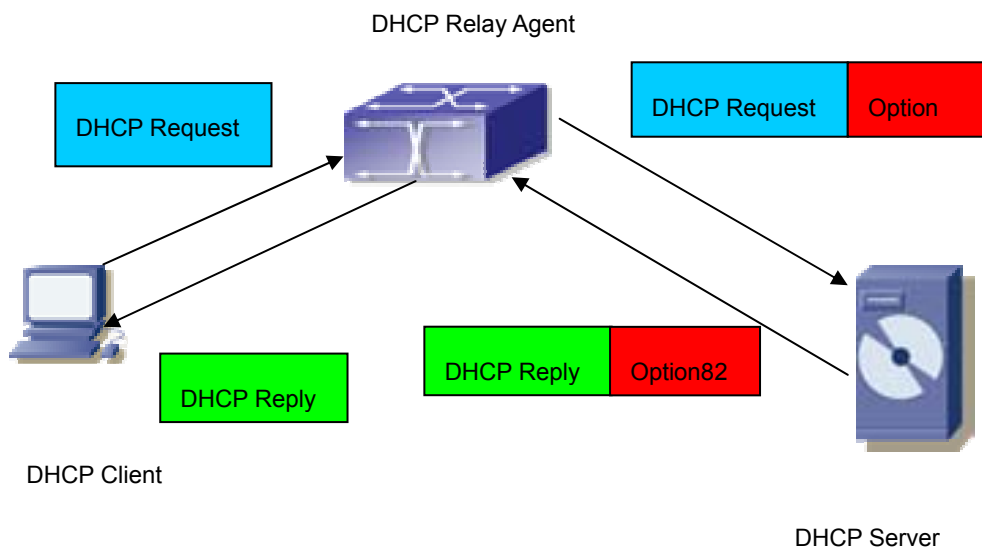 DHCP Relay Agent
DHCP Request
DHCP Request Option
DHCP Reply
DHCP Reply Option82
DHCP Client
DHCP Server